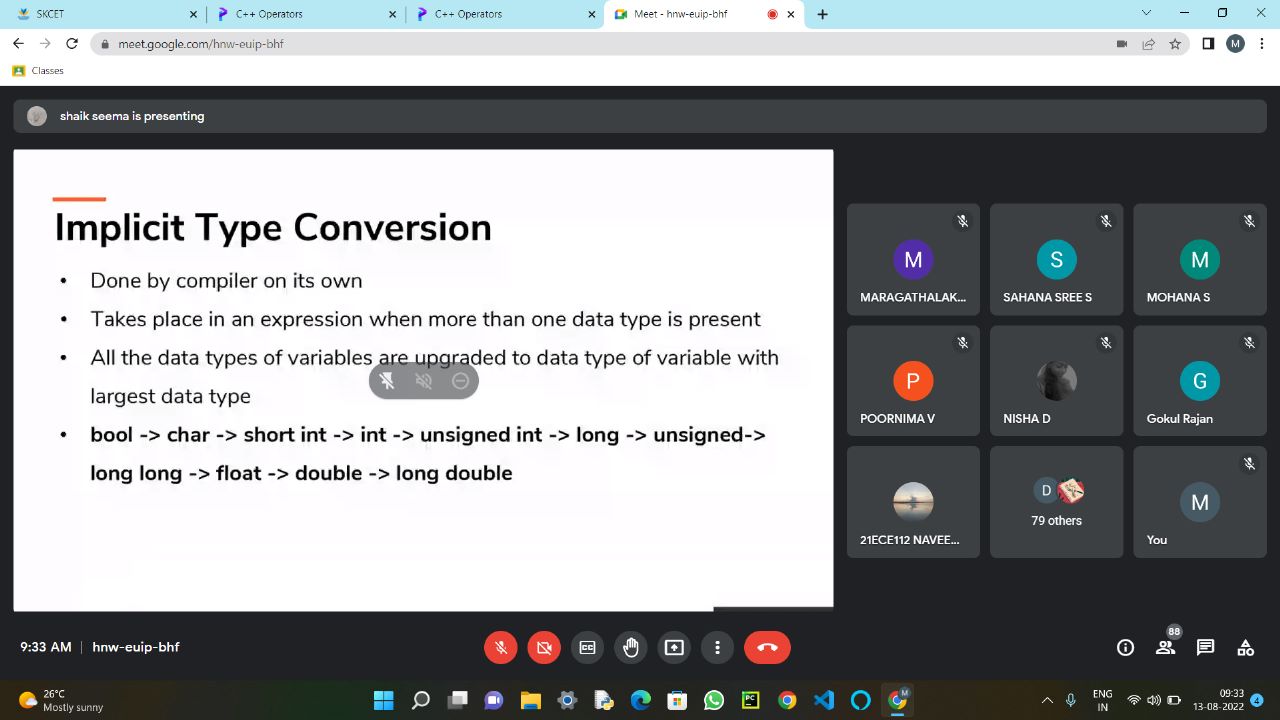 SKCET
C++ Operators
C++ Operators
Meet - hnw-euip-bhf
meet.google.com/hnw-euip-bhf
M
Classes
shaik seema is presenting
Implicit Type Conversion
• Done by compiler on its own
• Takes place in an expression when more than one data type is present
• All the data types of variables are upgraded to data type of variable with
largest data type
• bool -> char -> short int -> int -> unsigned int -> long -> unsigned->
long long -> float -> double -> long double
M
MARAGATHALAK...
S
SAHANA SREE S
M
MOHANA S
P
POORNIMA V
NISHA D
G
Gokul Rajan
21ECE112 NAVEE...
D
79 others
M
You
9:33 AM | hnw-euip-bhf
88
26°C
Mostly sunny
PC
M
ENG
IN
09:33
13-08-2022
4